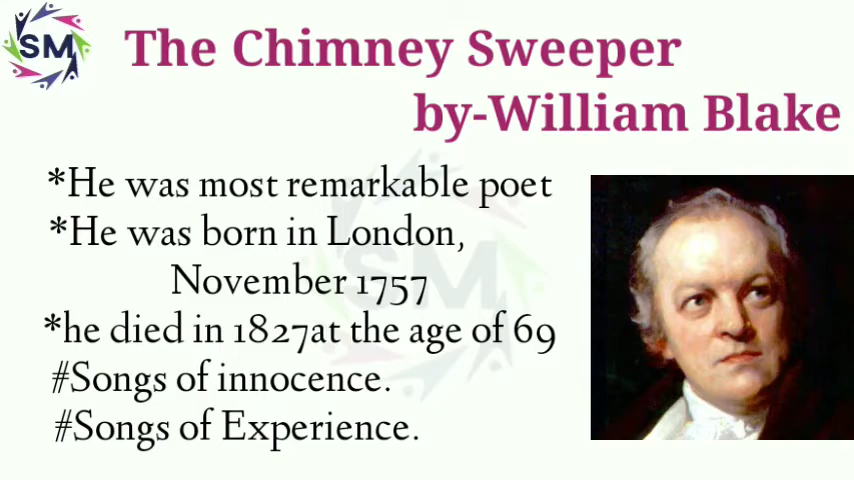 SM
The Chimney Sweeper
by-William Blake
*He was most remarkable poet
*He was born in London,
November 1757
*he died in 1827at the age of 69
#Songs of innocence.
#Songs of Experience.
SM